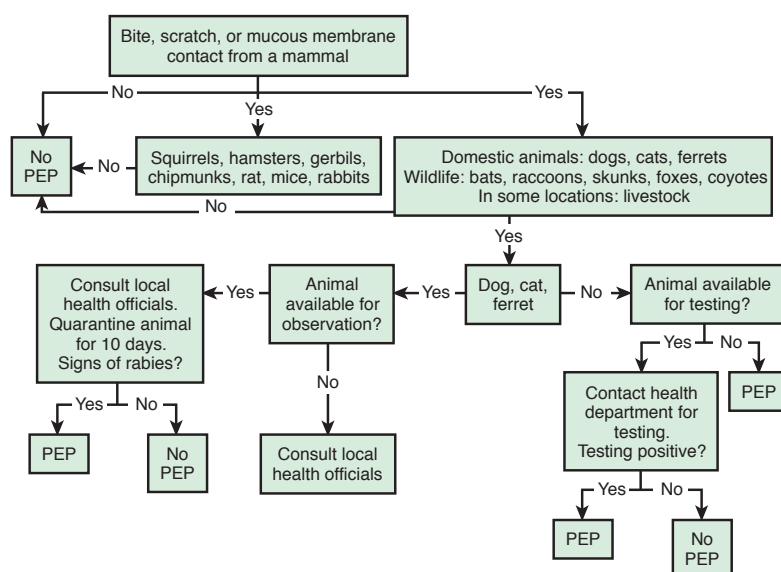 Bite, scratch, or mucous membrane
contact from a mammal
No
Yes
Yes
No
PEP
No
Squirrels, hamsters, gerbils,
chipmunks, rat, mice, rabbits
Domestic animals: dogs, cats, ferrets
Wildlife: bats, raccoons, skunks, foxes, coyotes
In some locations: livestock
No
Yes
Consult local
health officials.
Quarantine animal
for 10 days.
Signs of rabies?
Yes
Animal
available for
observation?
Yes
Dog, cat,
ferret
No
Animal available
for testing?
Yes
No
PEP
No
PEP
No
Consult local
health officials
Yes
No
Contact health
department for
testing.
Testing positive?
PEP
Yes
No
PEP
No
PEP